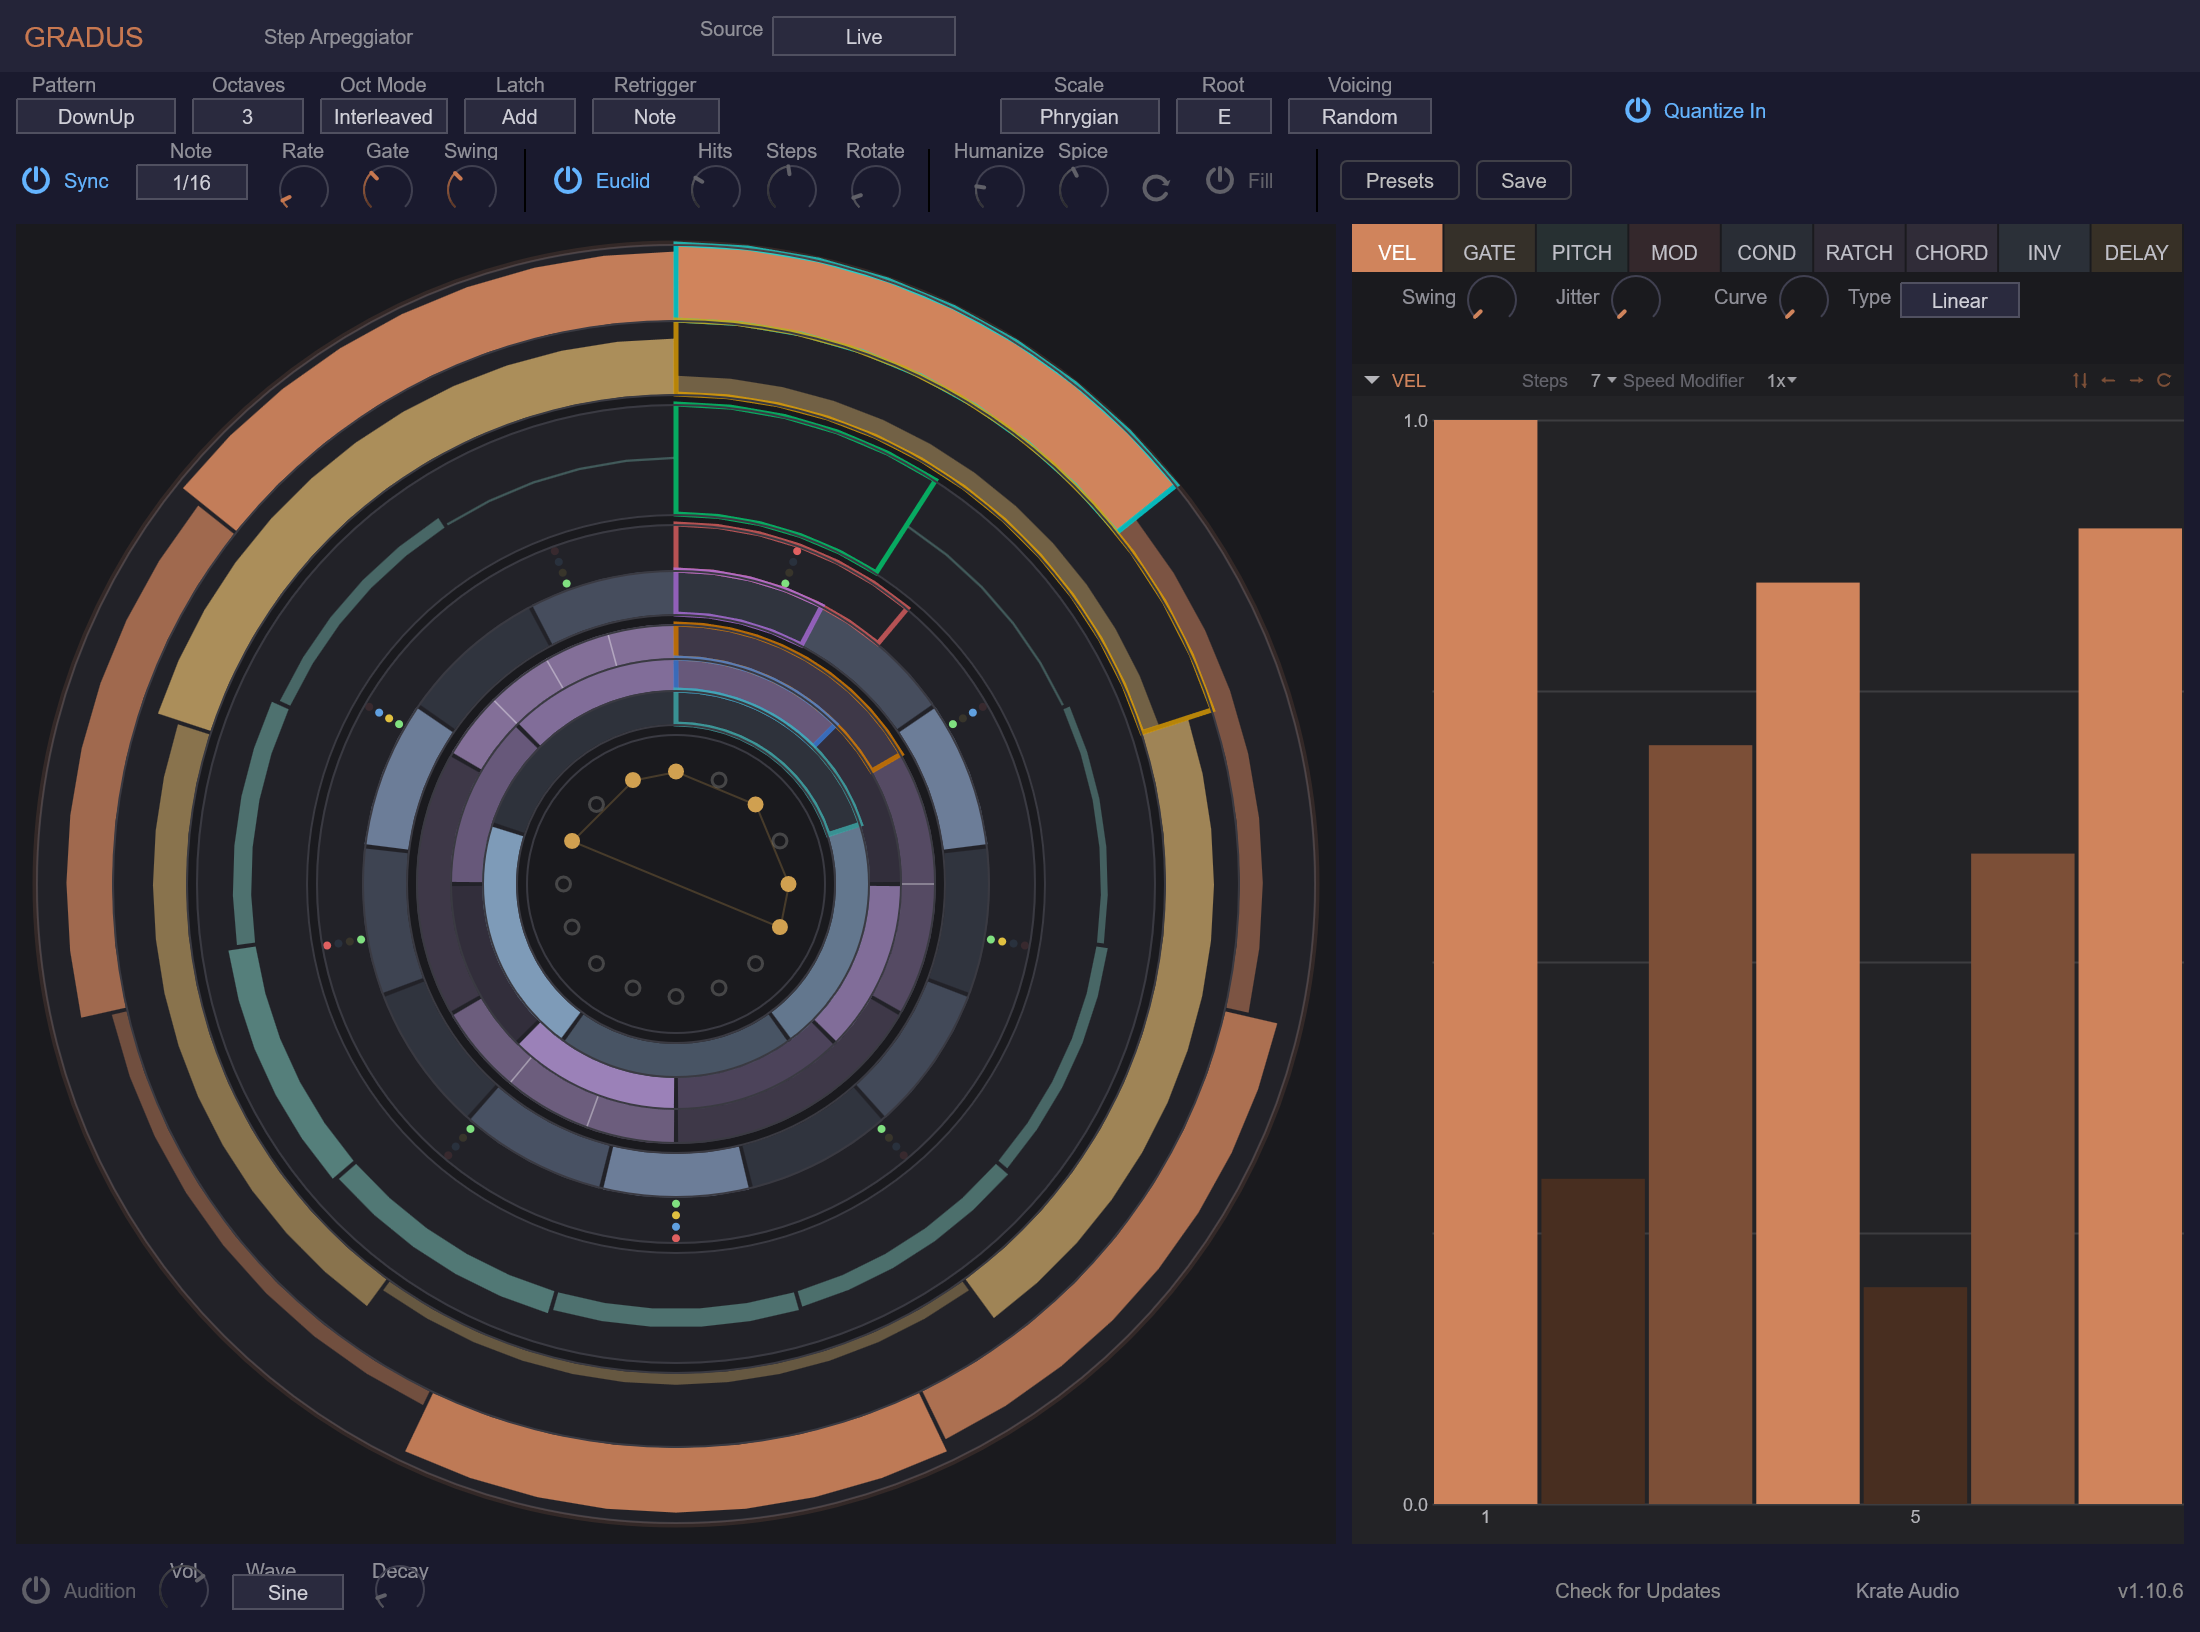 GRADUS
Step Arpeggiator
Source
Live
Pattern
Octaves
Oct Mode
Latch
Retrigger
Scale
Root
Voicing
DownUp
3
Interleaved
Add
Note
Phrygian
E
Random
Quantize In
Sync
Note
1/16
Rate
Gate
Swing
Euclid
Hits
Steps
Rotate
Humanize
Spice
Fill
Presets
Save
VEL
GATE
PITCH
MOD
COND
RATCH
CHORD
INV
DELAY
Swing
Jitter
Curve
Type
Linear
VEL
Steps
7
Speed Modifier
1x
1.0
0.0
1
5
Audition
Vol
Wave
Sine
Decay
Check for Updates
Krate Audio
v1.10.6